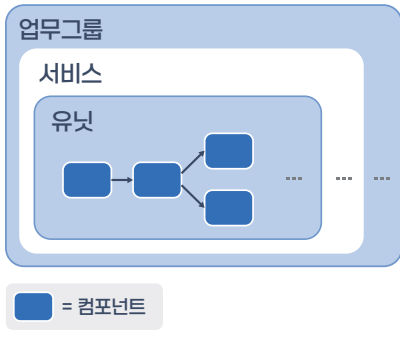 업무그룹
서비스
유닛
= 컴포넌트